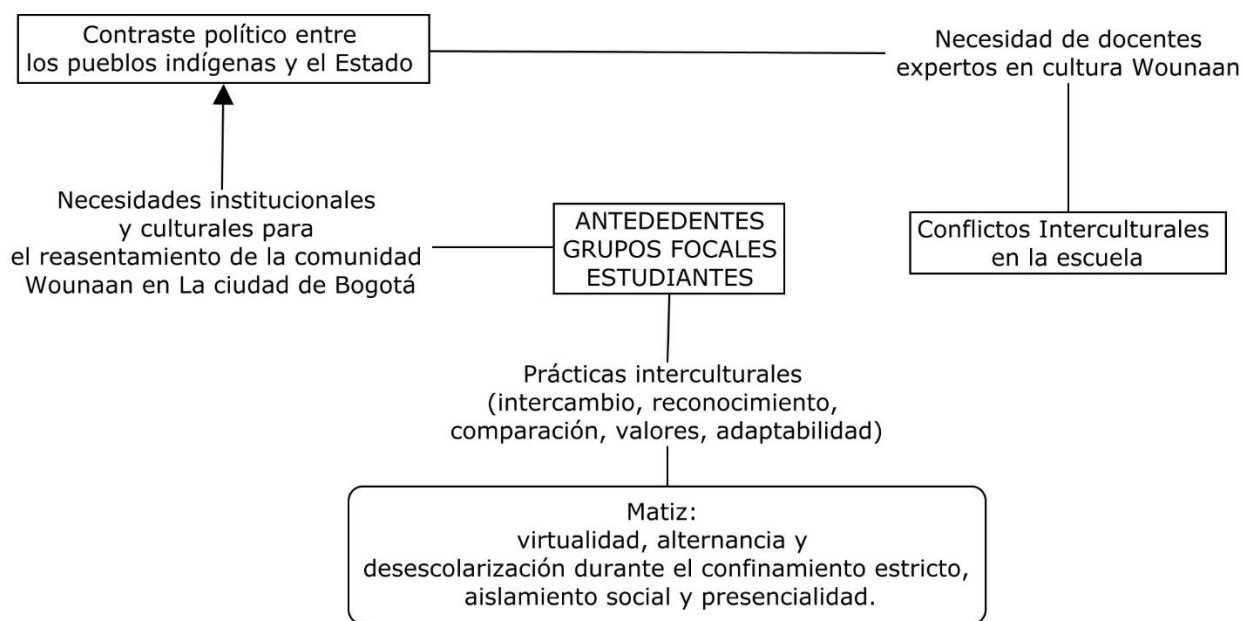 Contraste político entre
los pueblos indígenas y el Estado
Necesidad de docentes
expertos en cultura Wounaan
Necesidades institucionales
y culturales para
el reasentamiento de la comunidad
Wounaan en La ciudad de Bogotá
ANTEDEDENTES
GRUPOS FOCALES
ESTUDIANTES
Conflictos Interculturales
en la escuela
Prácticas interculturales
(intercambio, reconocimiento,
comparación, valores, adaptabilidad)
Matiz:
virtualidad, alternancia y
desescolarización durante el confinamiento estricto,
aislamiento social y presencialidad.